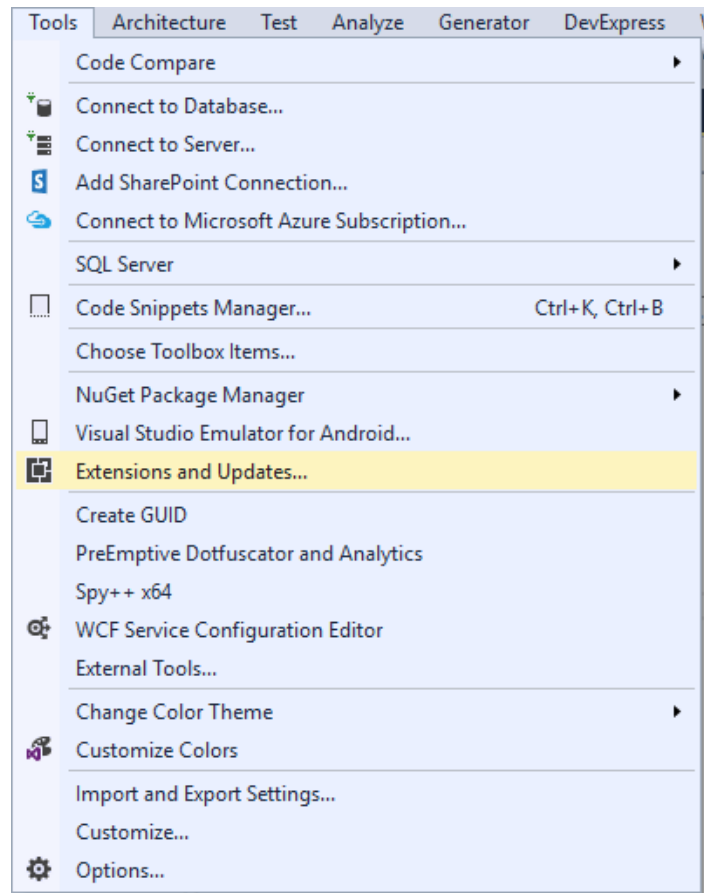 Tools Architecture Test Analyze Generator DevExpress
Code Compare
Connect to Database...
Connect to Server...
Add SharePoint Connection...
Connect to Microsoft Azure Subscription...
SQL Server
Code Snippets Manager... Ctrl+K, Ctrl+B
Choose Toolbox Items...
NuGet Package Manager
Visual Studio Emulator for Android...
Extensions and Updates...
Create GUID
PreEmptive Dotfuscator and Analytics
Spy++ x64
WCF Service Configuration Editor
External Tools...
Change Color Theme
Customize Colors
Import and Export Settings...
Customize...
Options...